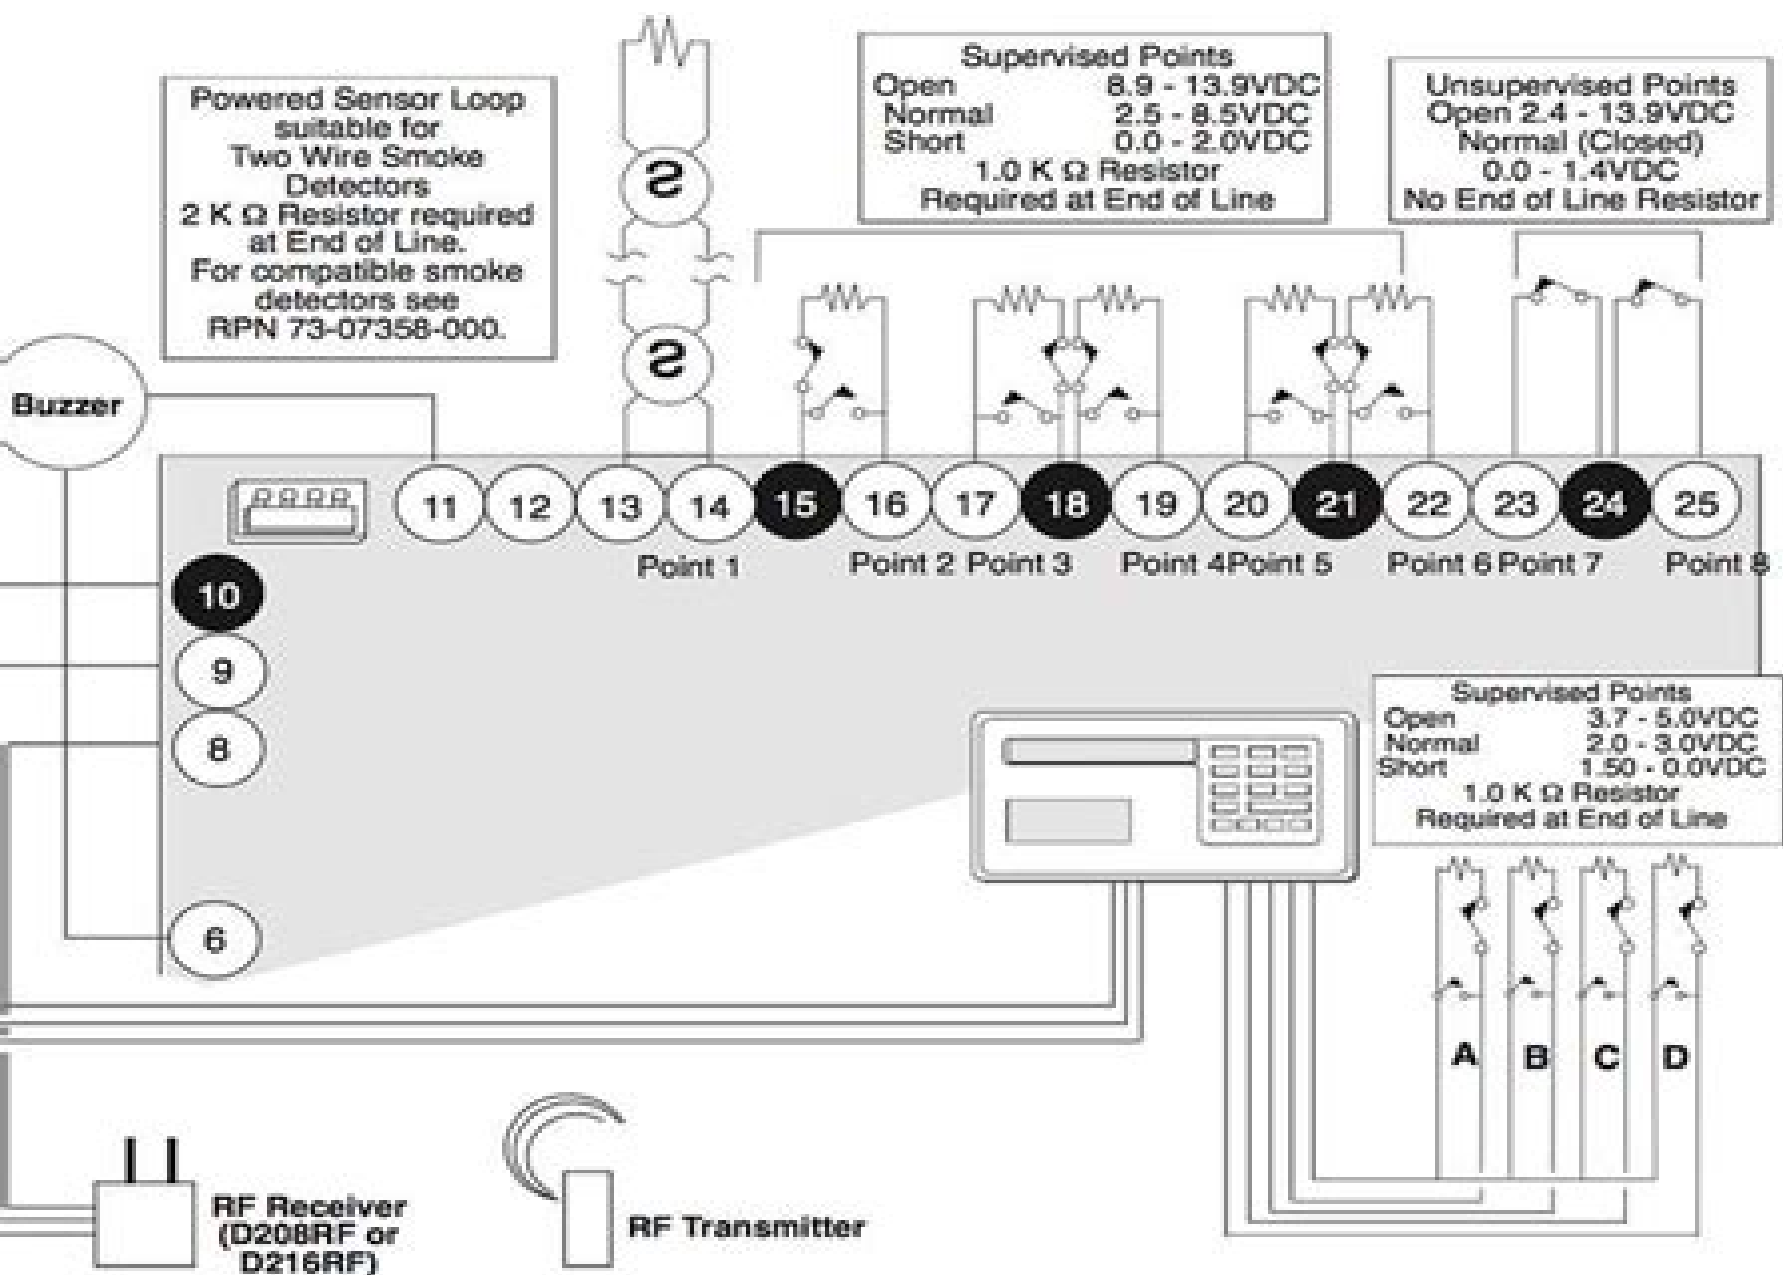 Powered Sensor Loop
suitable for
Two Wire Smoke
Detectors
2 K Ω Resistor required
at End of Line.
For compatible smoke
detectors see
RPN 73-07358-000.
Supervised Points
Open 8.9 - 13.9VDC
Normal 2.5 - 8.5VDC
Short 0.0 - 2.0VDC
1.0 K Ω Resistor
Required at End of Line
Unsupervised Points
Open 2.4 - 13.9VDC
Normal (Closed)
0.0 - 1.4VDC
No End of Line Resistor
S
S
Buzzer
11 12 13 14 15 16 17 18 19 20 21 22 23 24 25
Point 1 Point 2 Point 3 Point 4 Point 5 Point 6 Point 7 Point 8
10
9
8
6
Supervised Points
Open 3.7 - 5.0VDC
Normal 2.0 - 3.0VDC
Short 1.50 - 0.0VDC
1.0 K Ω Resistor
Required at End of Line
A B C D
RF Receiver
(D208RF or
D216RF)
RF Transmitter